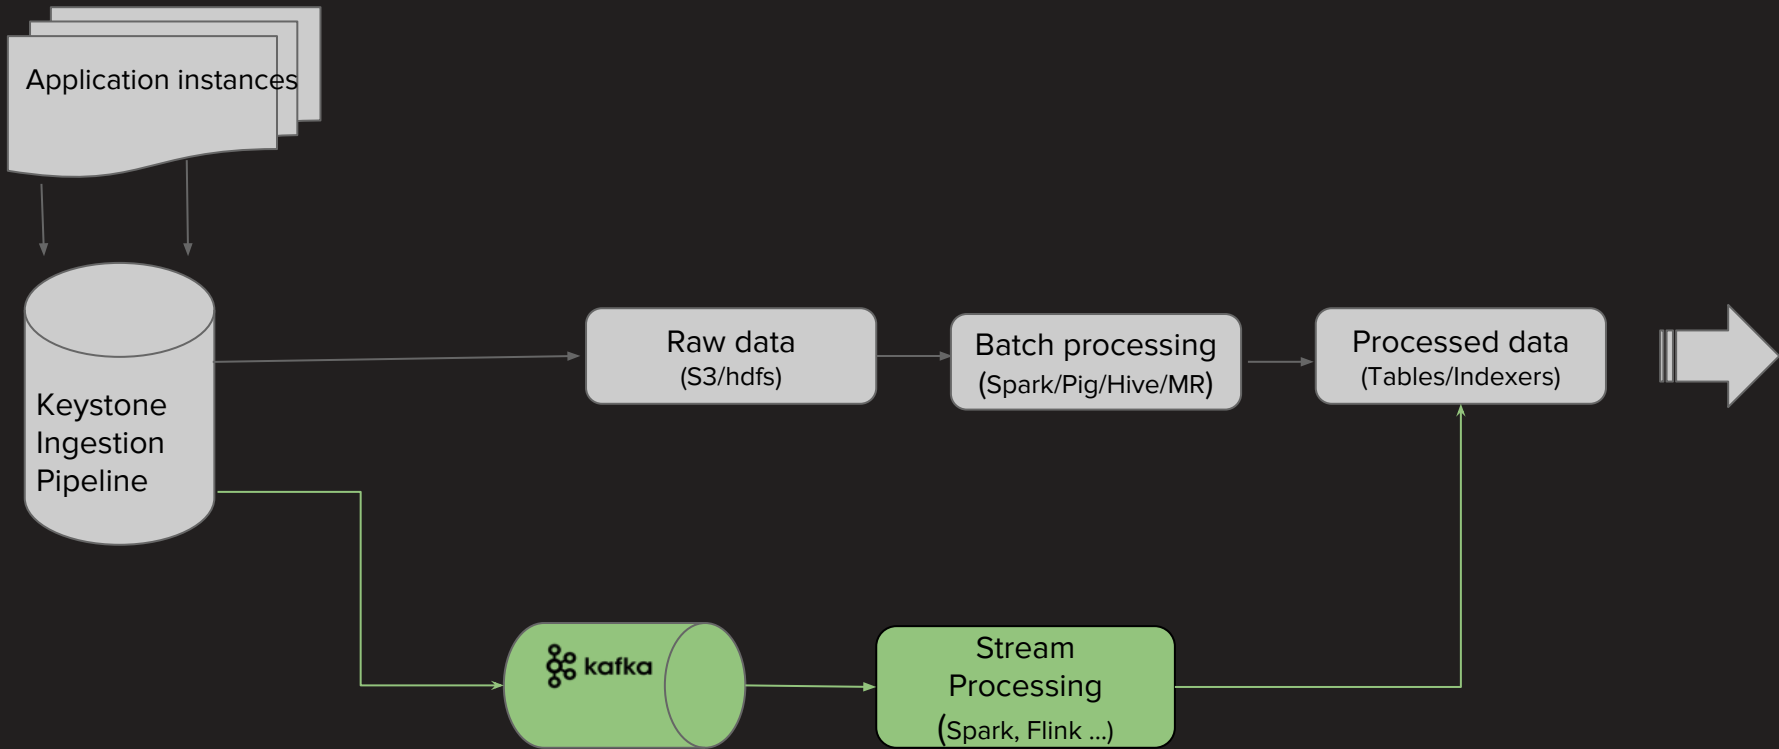 Application instances
Keystone
Ingestion
Pipeline
Raw data
(S3/hdfs)
Batch processing
(Spark/Pig/Hive/MR)
Processed data
(Tables/Indexers)
kafka
Stream
Processing
(Spark, Flink ...)